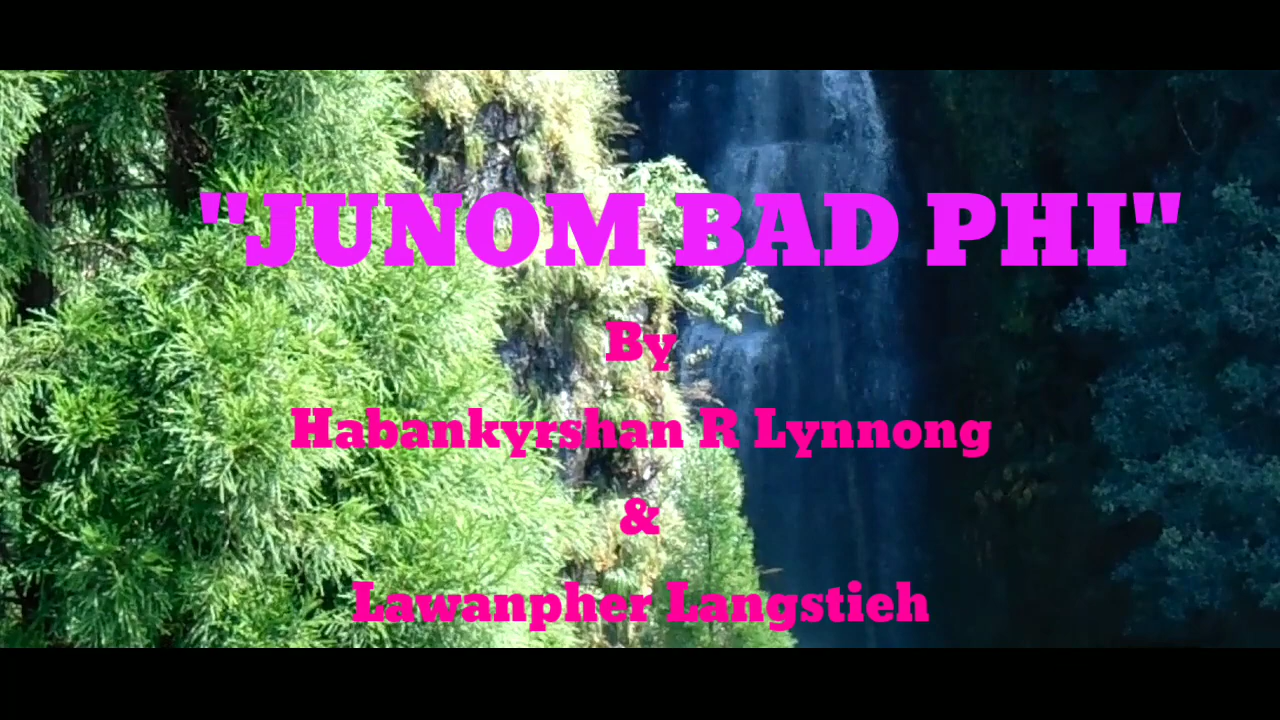 "JUNOM BAD PHI"
By
Habankyrshan R Lynnong
&
Lawanpher Langstieh